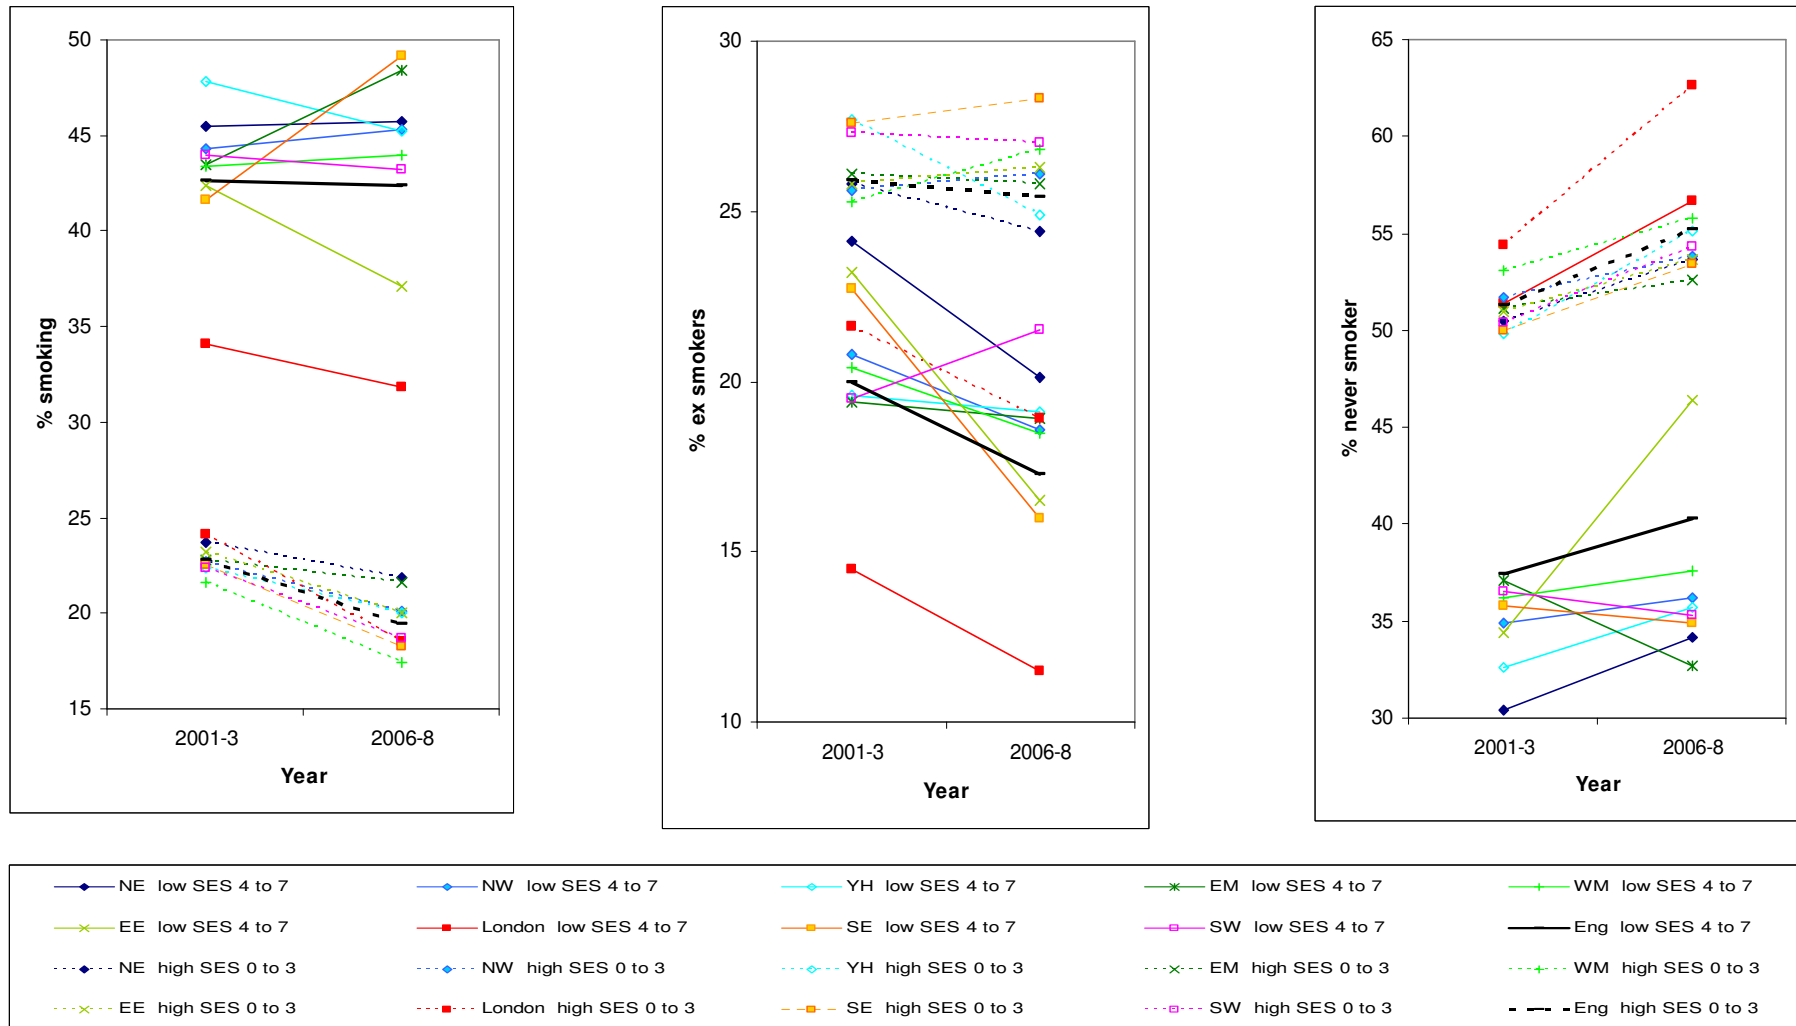 50
45
40
35
30
25
20
15
% smoking
2001-3 2006-8
Year
30
25
20
15
10
% ex smokers
2001-3 2006-8
Year
65
60
55
50
45
40
35
30
% never smoker
2001-3 2006-8
Year
NE low SES 4 to 7 NW low SES 4 to 7 YH low SES 4 to 7 EM low SES 4 to 7 WM low SES 4 to 7
EE low SES 4 to 7 London low SES 4 to 7 SE low SES 4 to 7 SW low SES 4 to 7 Eng low SES 4 to 7
NE high SES 0 to 3 NW high SES 0 to 3 YH high SES 0 to 3 EM high SES 0 to 3 WM high SES 0 to 3
EE high SES 0 to 3 London high SES 0 to 3 SE high SES 0 to 3 SW high SES 0 to 3 Eng high SES 0 to 3